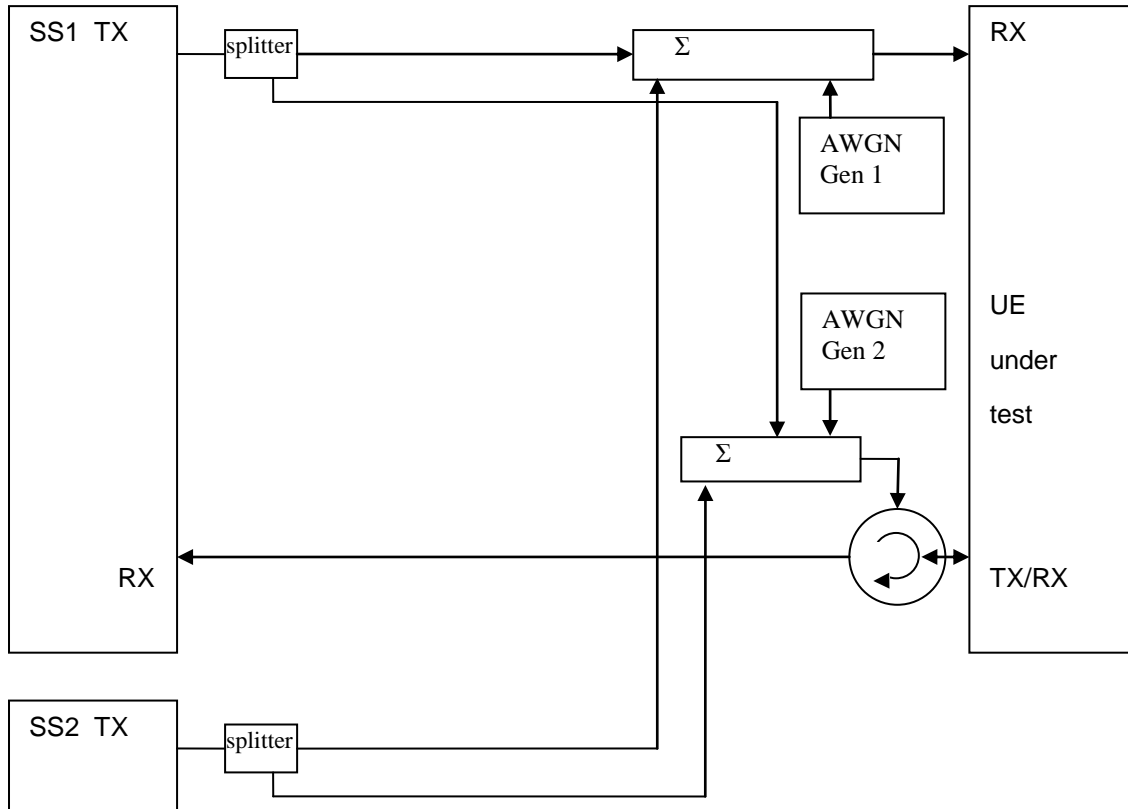 SS1 TX
splitter
Σ
RX
AWGN
Gen 1
AWGN
Gen 2
UE
under
test
Σ
RX
TX/RX
SS2 TX
splitter